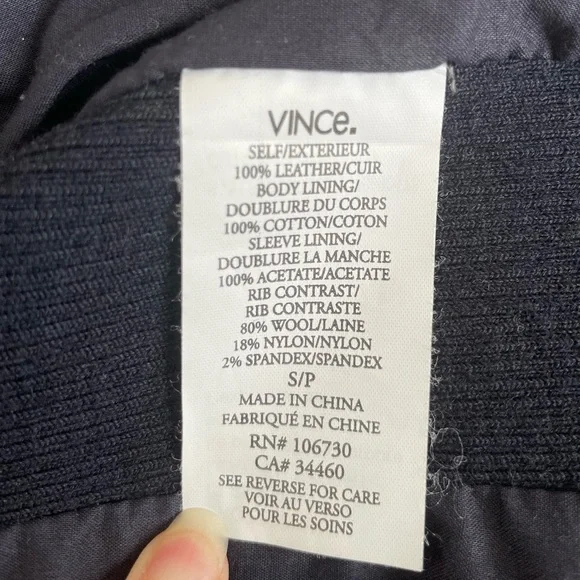 VINCe.
SELF/EXTERIEUR
100% LEATHER/CUIR
BODY LINING/
DOUBLURE DU CORPS
100% COTTON/COTON
SLEEVE LINING/
DOUBLURE LA MANCHE
100% ACETATE/ACETATE
RIB CONTRAST/
RIB CONTRASTE
80% WOOL/LAINE
18% NYLON/NYLON
2% SPANDEX/SPANDEX
S/P
MADE IN CHINA
FABRIQUÉ EN CHINE
RN# 106730
CA# 34460
SEE REVERSE FOR CARE
VOIR AU VERSO
POUR LES SOINS